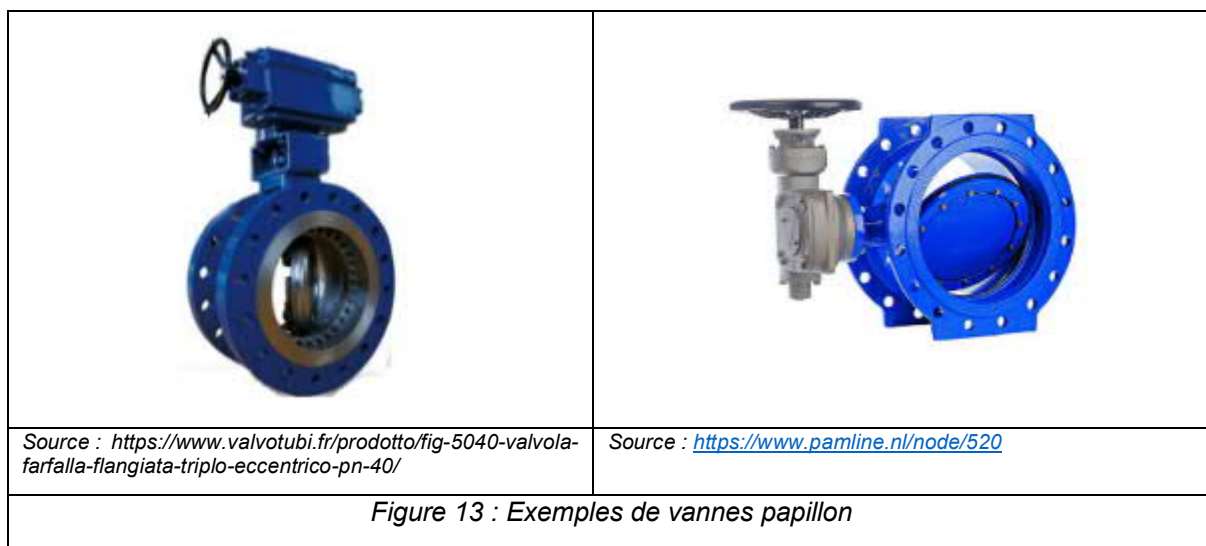 Source : https://www.valvotubi.fr/prodotto/fig-5040-valvola-
farfalla-flangiata-triplo-eccentrico-pn-40/
Source : https://www.pamline.nl/node/520
Figure 13 : Exemples de vannes papillon